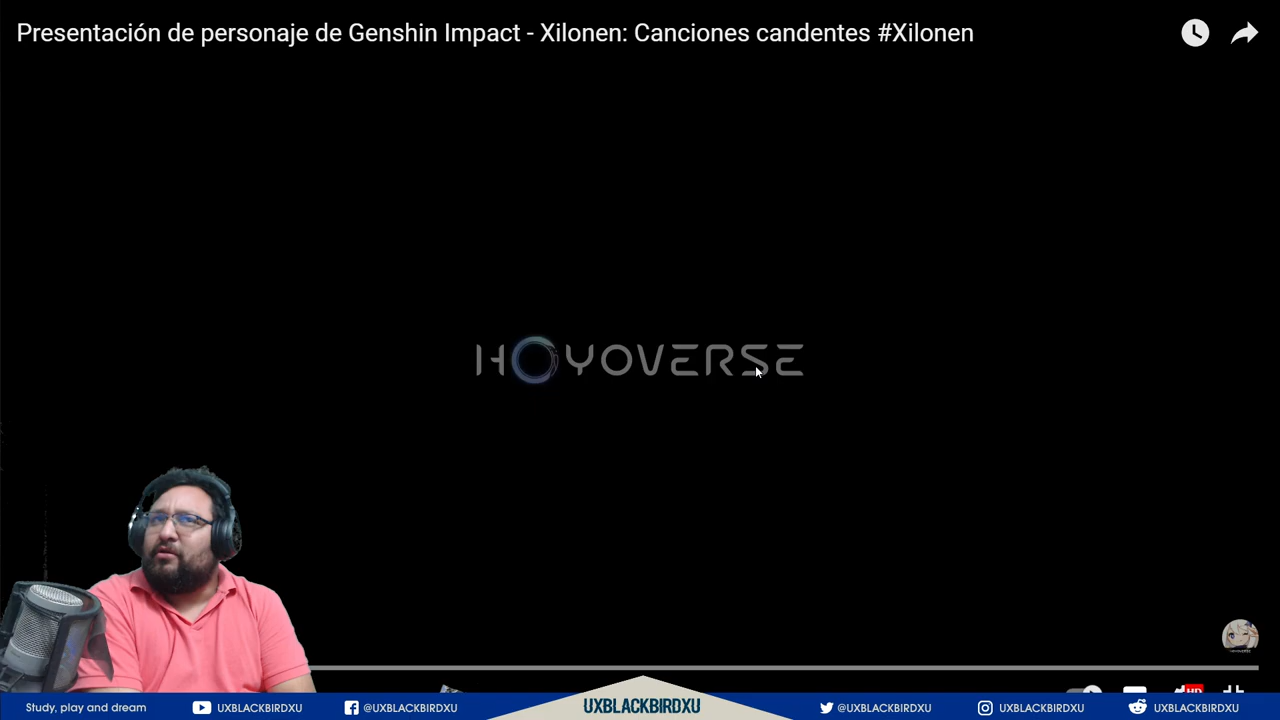 Presentación de personaje de Genshin Impact - Xilonen: Canciones candentes #Xilonen
HOYOVERSE
HD
Study, play and dream
UXBLACKBIRDXU
@UXBLACKBIRDXU
UXBLACKBIRDXU
@UXBLACKBIRDXU
UXBLACKBIRDXU
UXBLACKBIRDXU